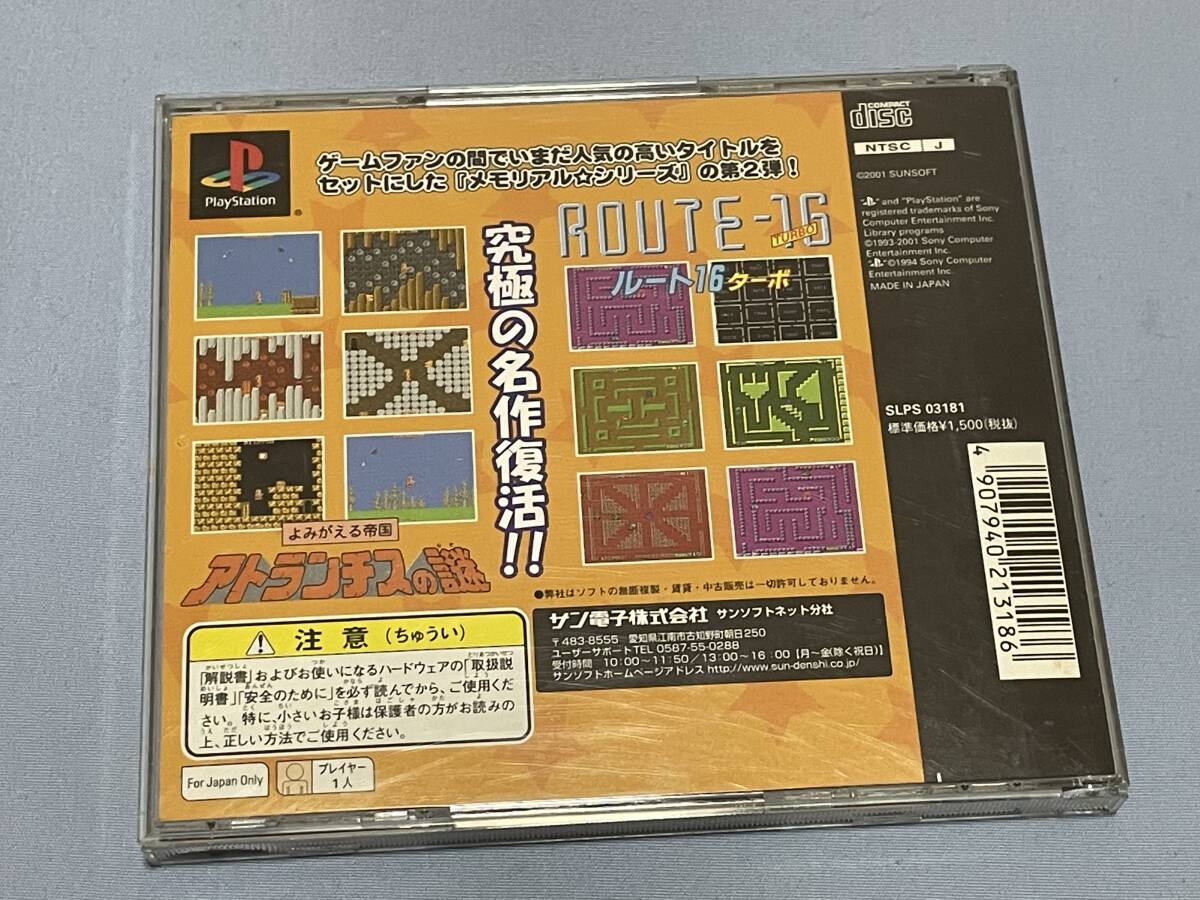 PlayStation
ゲームファンの間でいまだ人気の高いタイトルを
セットにした『メモリアル☆シリーズ』の第2弾！
究極の名作復活!!
ROUTE-16
TURBO
ルート16ターボ
よみがえる帝国
アトランチスの謎
●弊社はソフトの無断複製・賃貸・中古販売は一切許可しておりません。
サン電子株式会社 サンソフトネット分社
〒483-8555 愛知県江南市古知野町朝日250
ユーザーサポートTEL 0587-55-0288
受付時間 10:00～11:50／13:00～16:00【月～金(除く祝日)】
サンソフトホームページアドレス http://www.sun-denshi.co.jp/
注意（ちゅうい）
「解説書」およびお使いになるハードウェアの「取扱説
明書」「安全のために」を必ず読んでから、ご使用くだ
さい。特に、小さいお子様は保護者の方がお読みの
上、正しい方法でご使用ください。
For Japan Only
プレイヤー
1人
COMPACT
disc
NTSC J
©2001 SUNSOFT
"PS" and "PlayStation" are
registered trademarks of Sony
Computer Entertainment Inc.
Library programs
©1993-2001 Sony Computer
Entertainment Inc.
"PS"©1994 Sony Computer
Entertainment Inc.
MADE IN JAPAN
SLPS 03181
標準価格¥1,500(税抜)
4 907940 213186